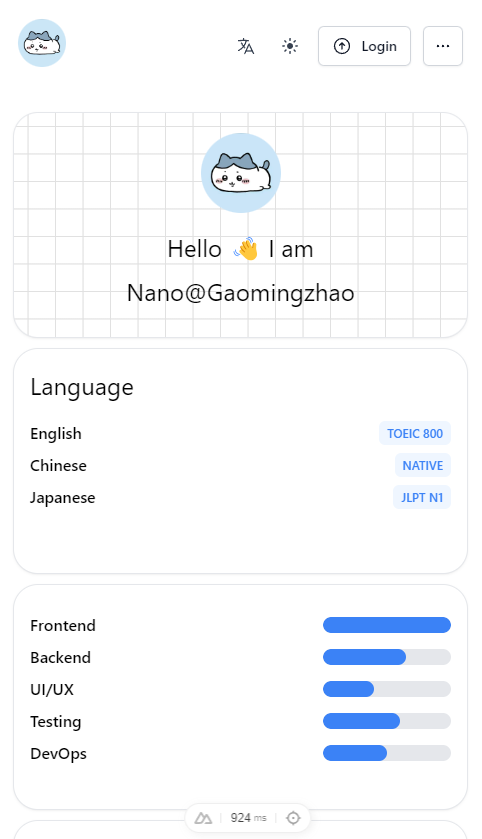 Login
Hello 👋 I am
Nano@Gaomingzhao
Language
English TOEIC 800
Chinese NATIVE
Japanese JLPT N1
Frontend
Backend
UI/UX
Testing
DevOps
924 ms